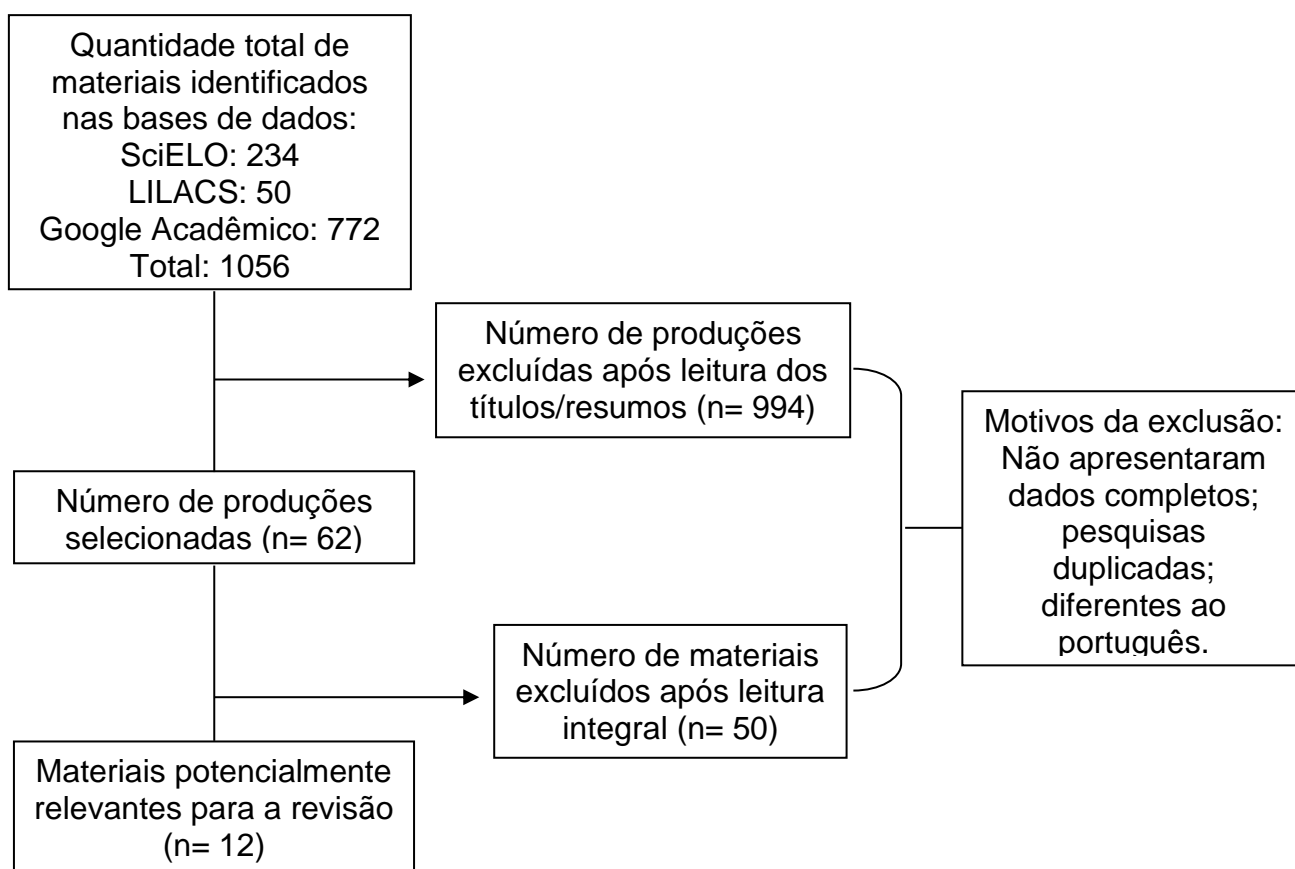 Quantidade total de
materiais identificados
nas bases de dados:
SciELO: 234
LILACS: 50
Google Acadêmico: 772
Total: 1056
Número de produções
excluídas após leitura dos
títulos/resumos (n= 994)
Motivos da exclusão:
Não apresentaram
dados completos;
pesquisas
duplicadas;
diferentes ao
português.
Número de produções
selecionadas (n= 62)
Número de materiais
excluídos após leitura
integral (n= 50)
Materiais potencialmente
relevantes para a revisão
(n= 12)